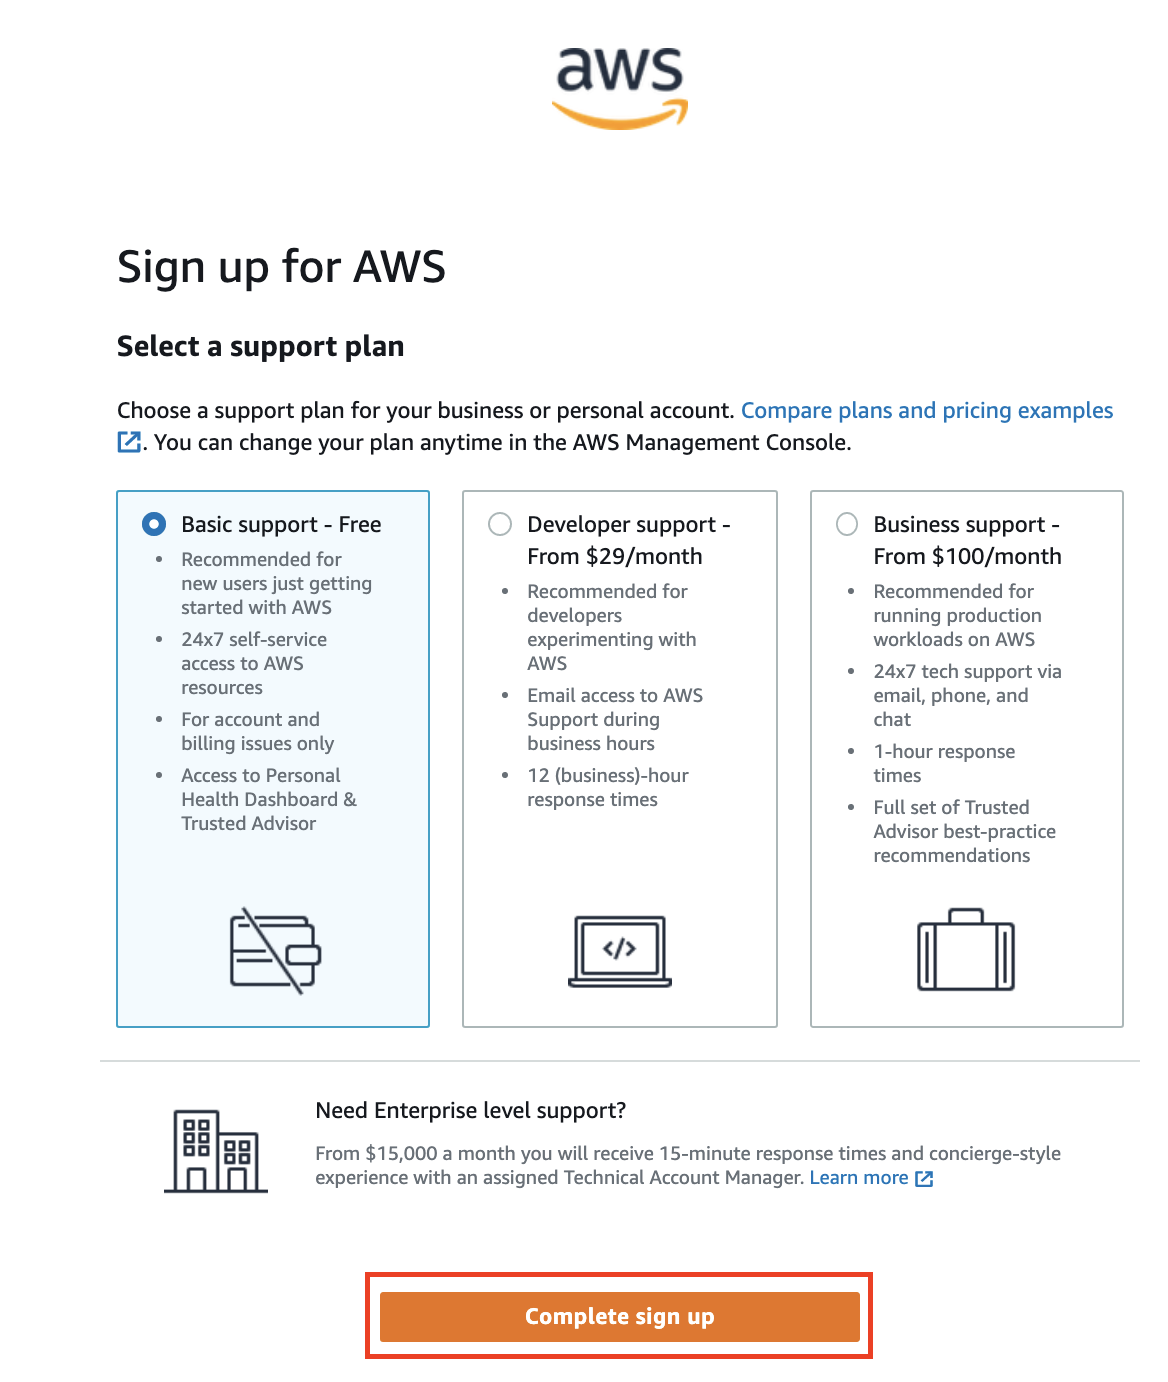 aws
Sign up for AWS
Select a support plan
Choose a support plan for your business or personal account. Compare plans and pricing examples
. You can change your plan anytime in the AWS Management Console.
Basic support - Free
• Recommended for
new users just getting
started with AWS
• 24x7 self-service
access to AWS
resources
• For account and
billing issues only
• Access to Personal
Health Dashboard &
Trusted Advisor
Developer support -
From $29/month
• Recommended for
developers
experimenting with
AWS
• Email access to AWS
Support during
business hours
• 12 (business)-hour
response times
</>
Business support -
From $100/month
• Recommended for
running production
workloads on AWS
• 24x7 tech support via
email, phone, and
chat
• 1-hour response
times
• Full set of Trusted
Advisor best-practice
recommendations
Need Enterprise level support?
From $15,000 a month you will receive 15-minute response times and concierge-style
experience with an assigned Technical Account Manager. Learn more
Complete sign up